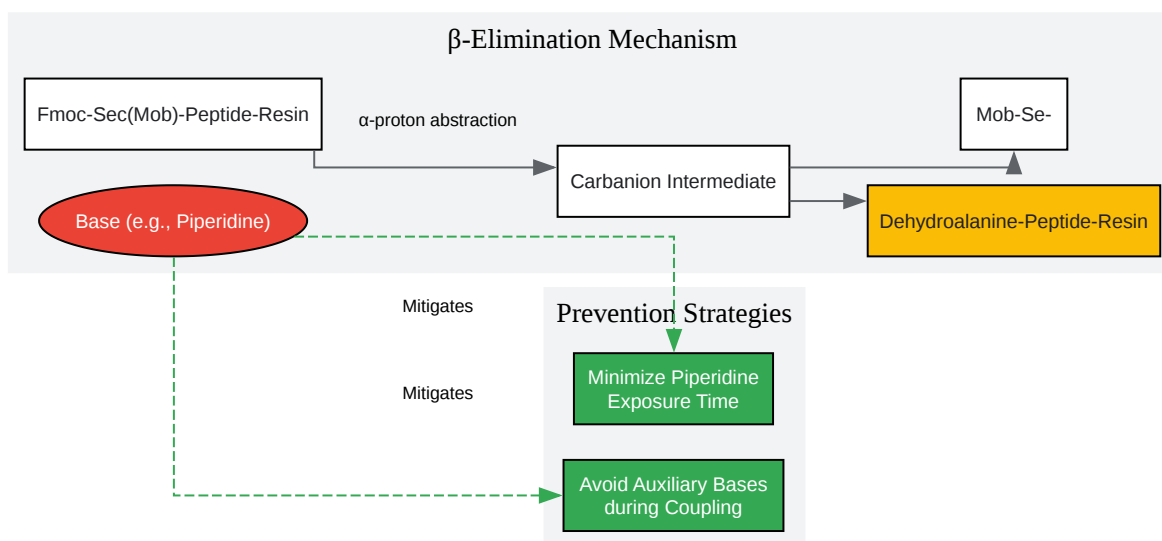 β-Elimination Mechanism
Fmoc-Sec(Mob)-Peptide-Resin
α-proton abstraction
Mob-Se-
Carbanion Intermediate
Base (e.g., Piperidine)
Dehydroalanine-Peptide-Resin
Mitigates
Prevention Strategies
Minimize Piperidine
Exposure Time
Mitigates
Avoid Auxiliary Bases
during Coupling